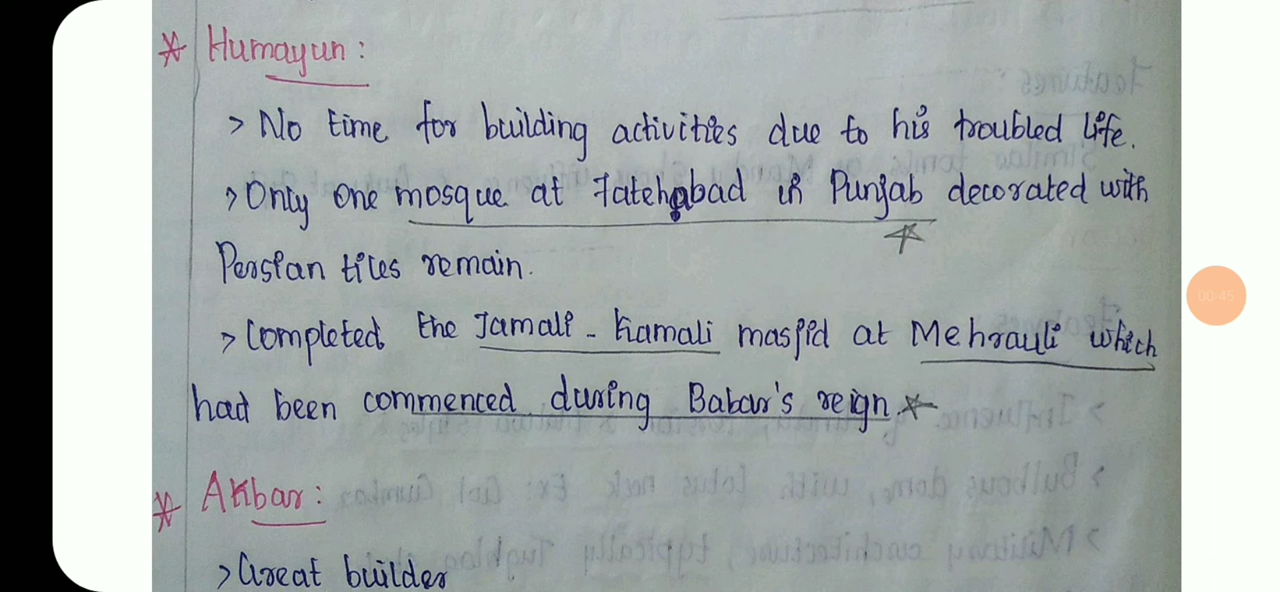 * Humayun:
> No time for building activities due to his troubled life.
> Only one mosque at Fatehabad in Punjab decorated with
Persian tiles remain.
> Completed the Jamali - Kamali masjid at Mehrauli which
had been commenced during Babar's reign.
* Akbar:
> Great builder
00:45